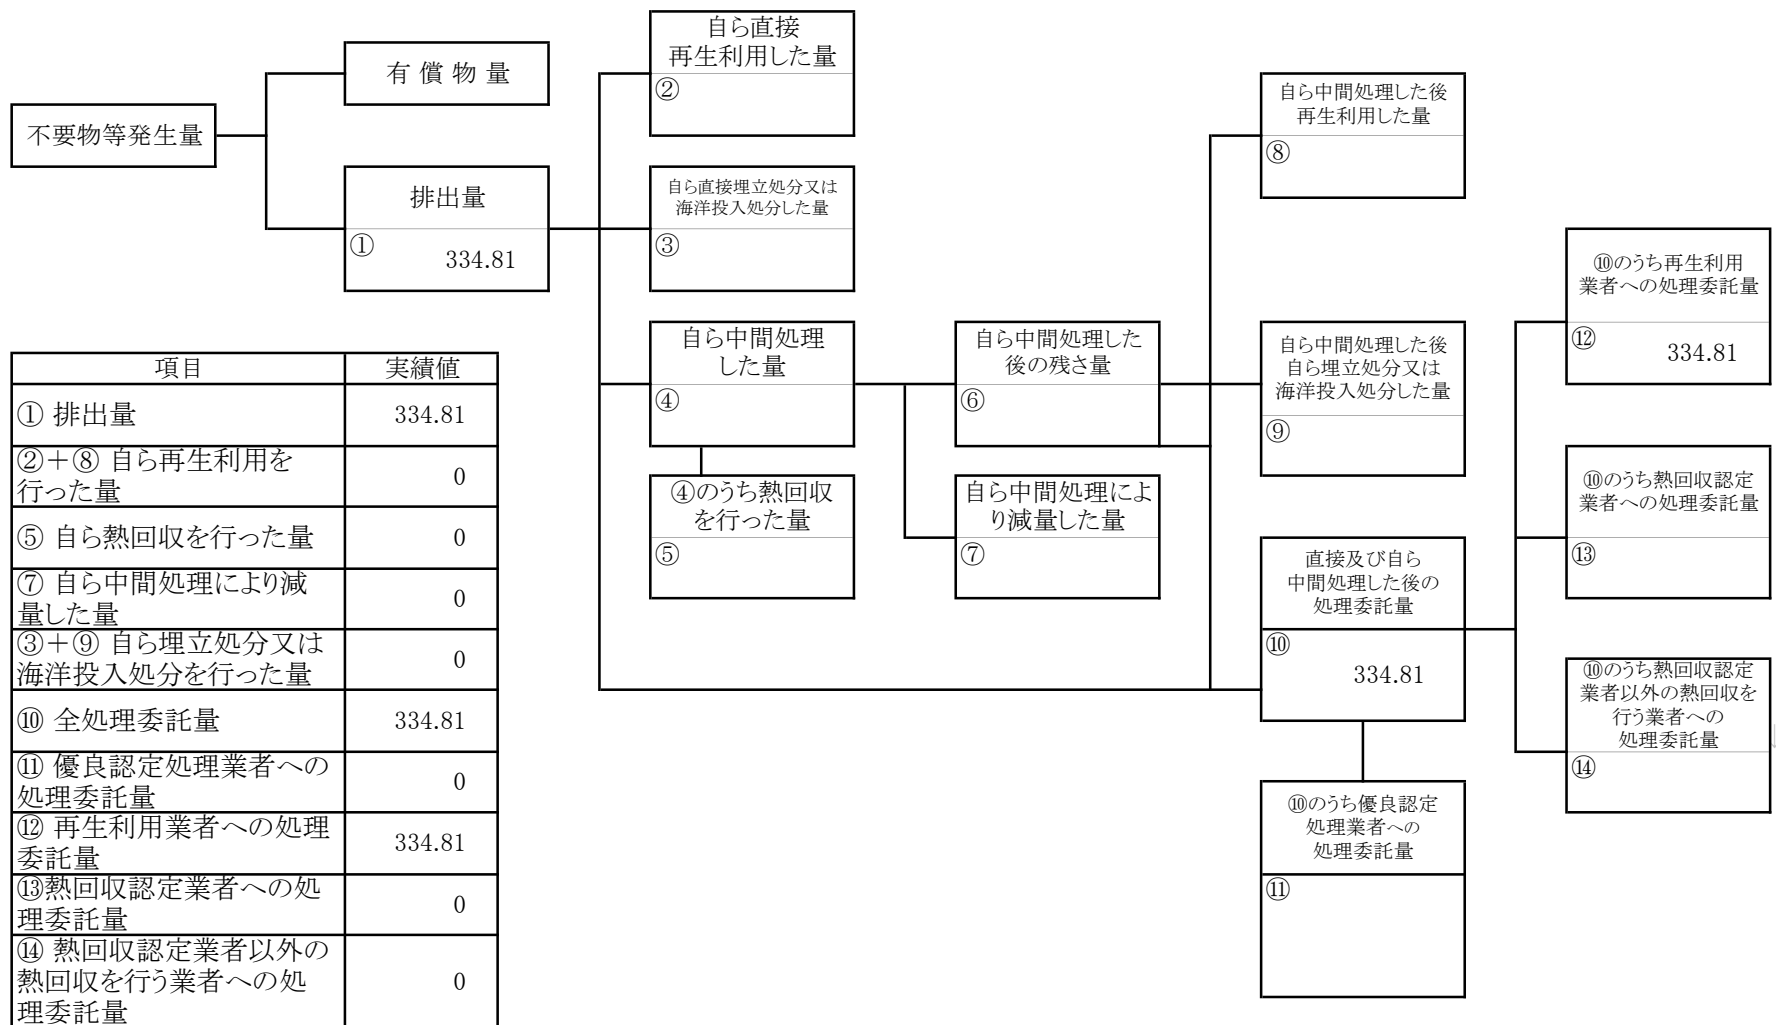 不要物等発生量
有 償 物 量
排出量
①
334.81
自ら直接
再生利用した量
②
自ら直接埋立処分又は
海洋投入処分した量
③
自ら中間処理
した量
④
④のうち熱回収
を行った量
⑤
自ら中間処理した
後の残さ量
⑥
自ら中間処理によ
り減量した量
⑦
自ら中間処理した後
再生利用した量
⑧
自ら中間処理した後
自ら埋立処分又は
海洋投入処分した量
⑨
直接及び自ら
中間処理した後の
処理委託量
⑩
334.81
⑩のうち優良認定
処理業者への
処理委託量
⑪
⑩のうち再生利用
業者への処理委託量
⑫
334.81
⑩のうち熱回収認定
業者への処理委託量
⑬
⑩のうち熱回収認定
業者以外の熱回収を
行う業者への
処理委託量
⑭
項目 実績値
① 排出量 334.81
②＋⑧ 自ら再生利用を
行った量 0
⑤ 自ら熱回収を行った量 0
⑦ 自ら中間処理により減
量した量 0
③＋⑨ 自ら埋立処分又は
海洋投入処分を行った量 0
⑩ 全処理委託量 334.81
⑪ 優良認定処理業者への
処理委託量 0
⑫ 再生利用業者への処理
委託量 334.81
⑬熱回収認定業者への処
理委託量 0
⑭ 熱回収認定業者以外の
熱回収を行う業者への処
理委託量 0